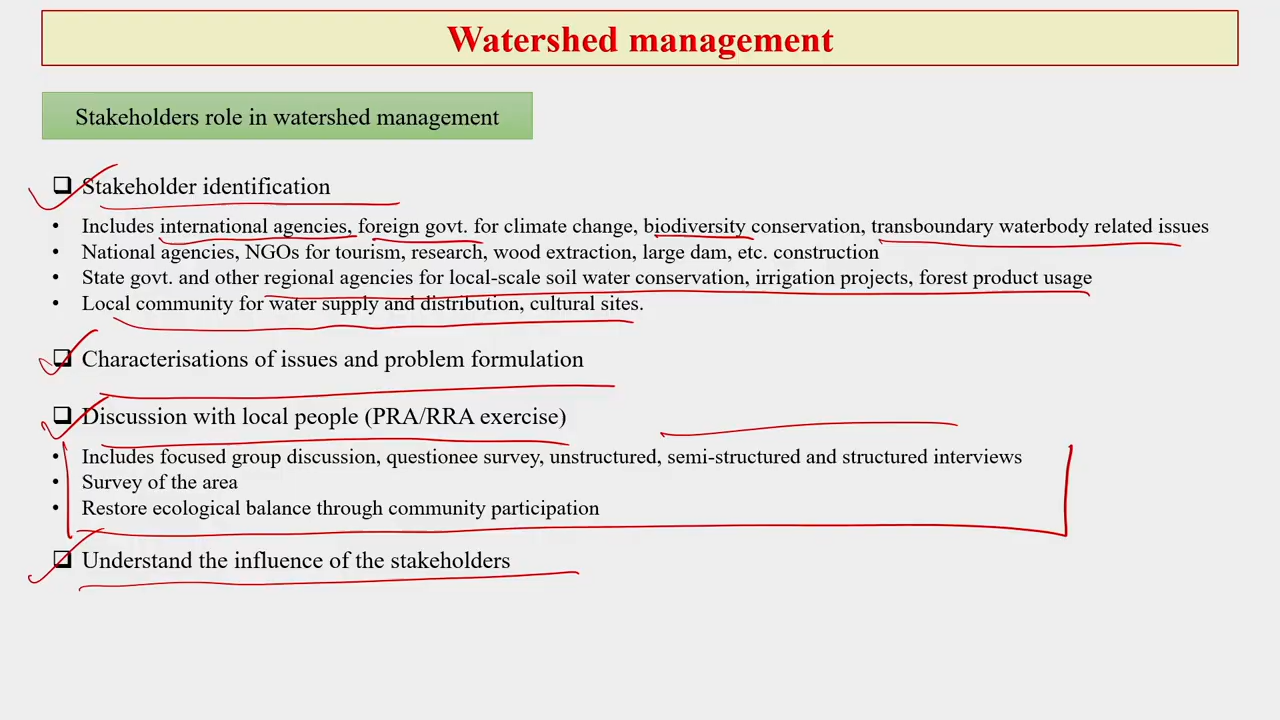 Watershed management
Stakeholders role in watershed management
❑ Stakeholder identification
• Includes international agencies, foreign govt. for climate change, biodiversity conservation, transboundary waterbody related issues
• National agencies, NGOs for tourism, research, wood extraction, large dam, etc. construction
• State govt. and other regional agencies for local-scale soil water conservation, irrigation projects, forest product usage
• Local community for water supply and distribution, cultural sites.
❑ Characterisations of issues and problem formulation
❑ Discussion with local people (PRA/RRA exercise)
• Includes focused group discussion, questionee survey, unstructured, semi-structured and structured interviews
• Survey of the area
• Restore ecological balance through community participation
❑ Understand the influence of the stakeholders